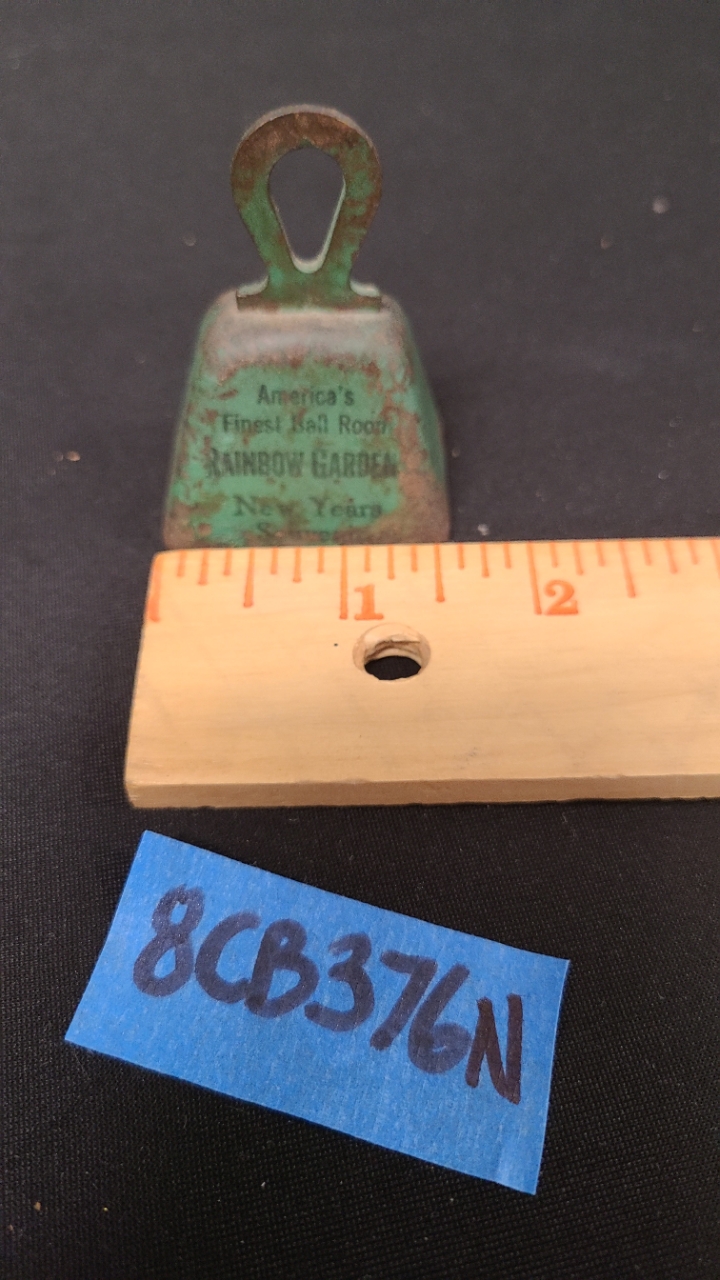 America's
Finest Ball Room
RAINBOW GARDEN
New Years
1 2
8CB376N